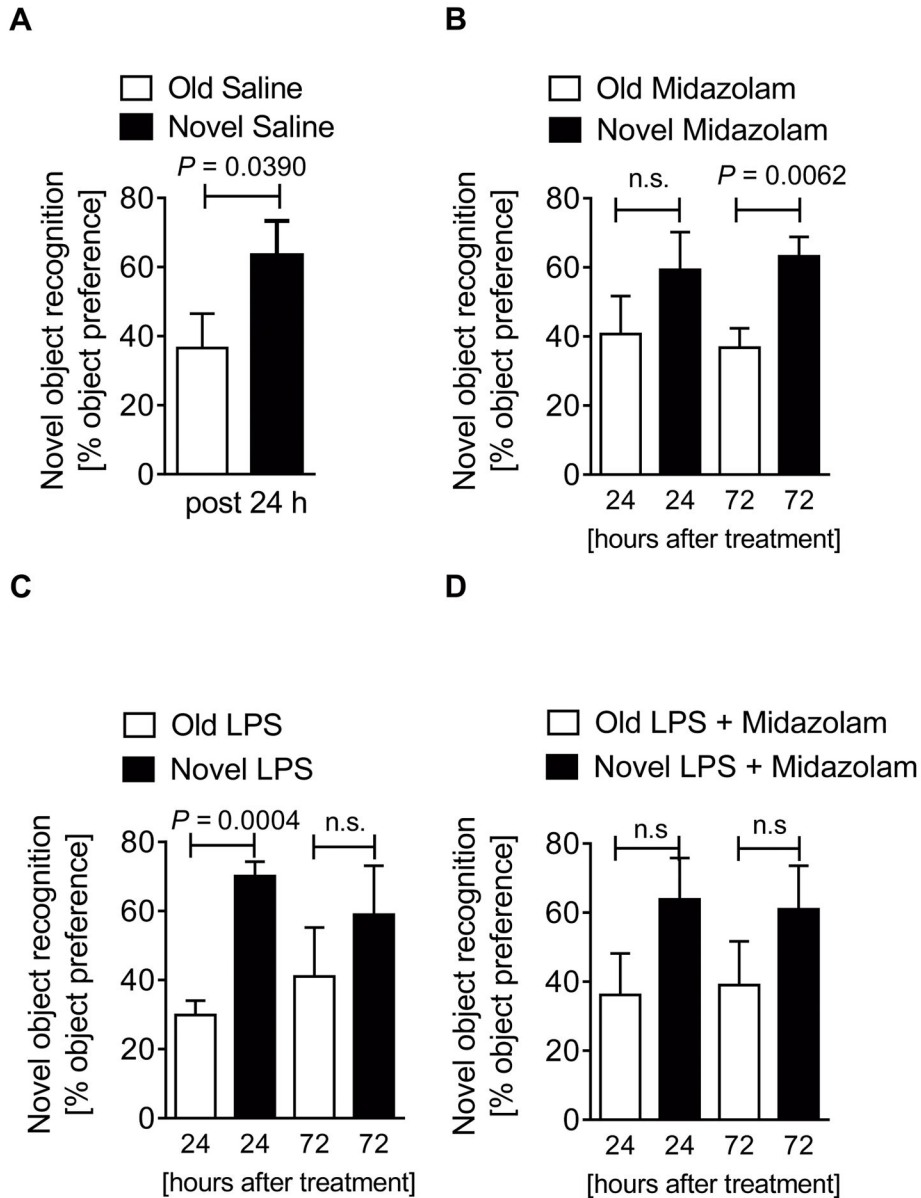 A
Old Saline
Novel Saline
P = 0.0390
Novel object recognition
[% object preference]
80
60
40
20
0
post 24 h
B
Old Midazolam
Novel Midazolam
n.s.
P = 0.0062
Novel object recognition
[% object preference]
80
60
40
20
0
24 24 72 72
[hours after treatment]
C
Old LPS
Novel LPS
P = 0.0004
n.s.
Novel object recognition
[% object preference]
80
60
40
20
0
24 24 72 72
[hours after treatment]
D
Old LPS + Midazolam
Novel LPS + Midazolam
n.s n.s
Novel object recognition
[% object preference]
80
60
40
20
0
24 24 72 72
[hours after treatment]